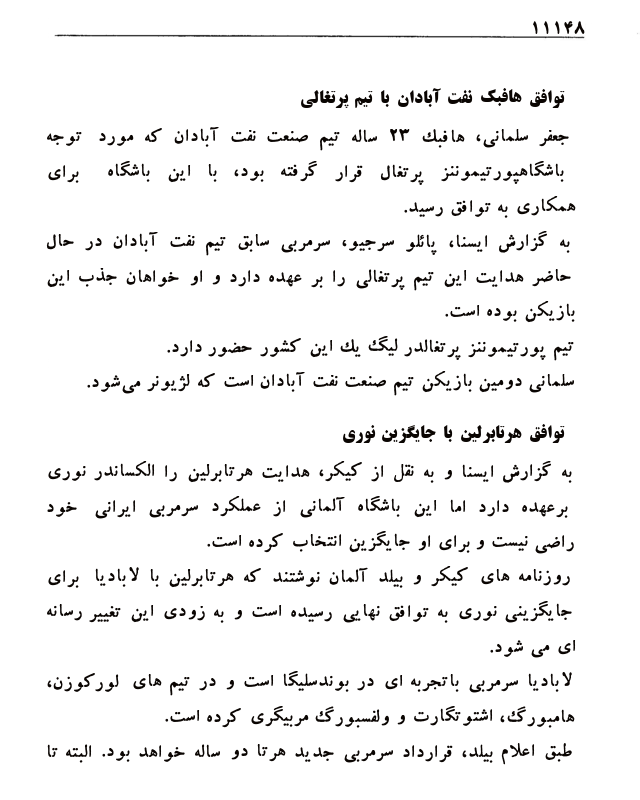 ۱۱۱۴۸
توافق هافبک نفت آبادان با تیم پرتغالی
جعفر سلمانی، هافبک ۲۳ ساله تیم صنعت نفت آبادان که مورد توجه
باشگاهپورتیموننز پرتغال قرار گرفته بود، با این باشگاه برای
همکاری به توافق رسید.
به گزارش ایسنا، پائلو سرجیو، سرمربی سابق تیم نفت آبادان در حال
حاضر هدایت این تیم پرتغالی را بر عهده دارد و او خواهان جذب این
بازیکن بوده است.
تیم پورتیموننز پرتغالدر لیگ یك این کشور حضور دارد.
سلمانی دومین بازیکن تیم صنعت نفت آبادان است که لژیونر می‌شود.
توافق هرتابرلین با جایگزین نوری
به گزارش ایسنا و به نقل از کیکر، هدایت هرتابرلین را الکساندر نوری
برعهده دارد اما این باشگاه آلمانی از عملکرد سرمربی ایرانی خود
راضی نیست و برای او جایگزین انتخاب کرده است.
روزنامه های کیکر و بیلد آلمان نوشتند که هرتابرلین با لابادیا برای
جایگزینی نوری به توافق نهایی رسیده است و به زودی این تغییر رسانه
ای می شود.
لابادیا سرمربی باتجربه ای در بوندسلیگا است و در تیم های لورکوزن،
هامبورگ، اشتوتگارت و ولفسبورگ مربیگری کرده است.
طبق اعلام بیلد، قرارداد سرمربی جدید هرتا دو ساله خواهد بود. البته تا